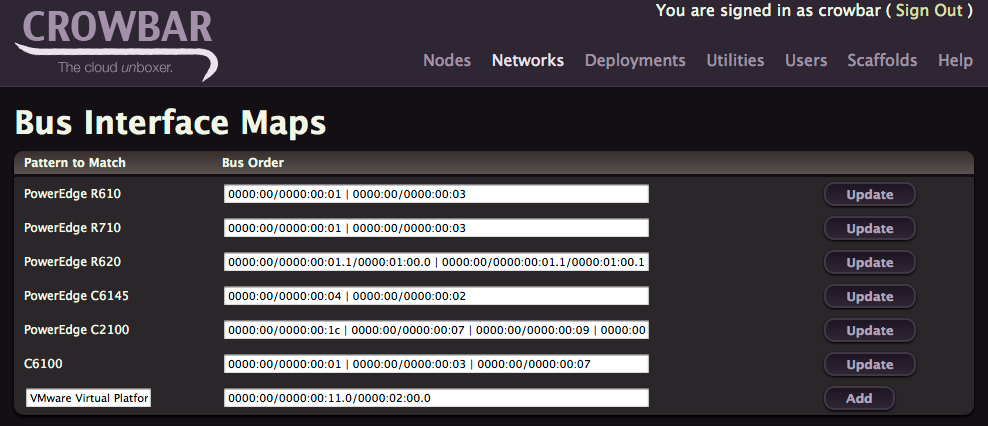 You are signed in as crowbar ( Sign Out )
CROWBAR
The cloud unboxer.
Nodes Networks Deployments Utilities Users Scaffolds Help
Bus Interface Maps
Pattern to Match Bus Order
PowerEdge R610 0000:00/0000:00:01 | 0000:00/0000:00:03 Update
PowerEdge R710 0000:00/0000:00:01 | 0000:00/0000:00:03 Update
PowerEdge R620 0000:00/0000:00:01.1/0000:01:00.0 | 0000:00/0000:00:01.1/0000:01:00.1 Update
PowerEdge C6145 0000:00/0000:00:04 | 0000:00/0000:00:02 Update
PowerEdge C2100 0000:00/0000:00:1c | 0000:00/0000:00:07 | 0000:00/0000:00:09 | 0000:00 Update
C6100 0000:00/0000:00:01 | 0000:00/0000:00:03 | 0000:00/0000:00:07 Update
VMware Virtual Platfor 0000:00/0000:00:11.0/0000:02:00.0 Add